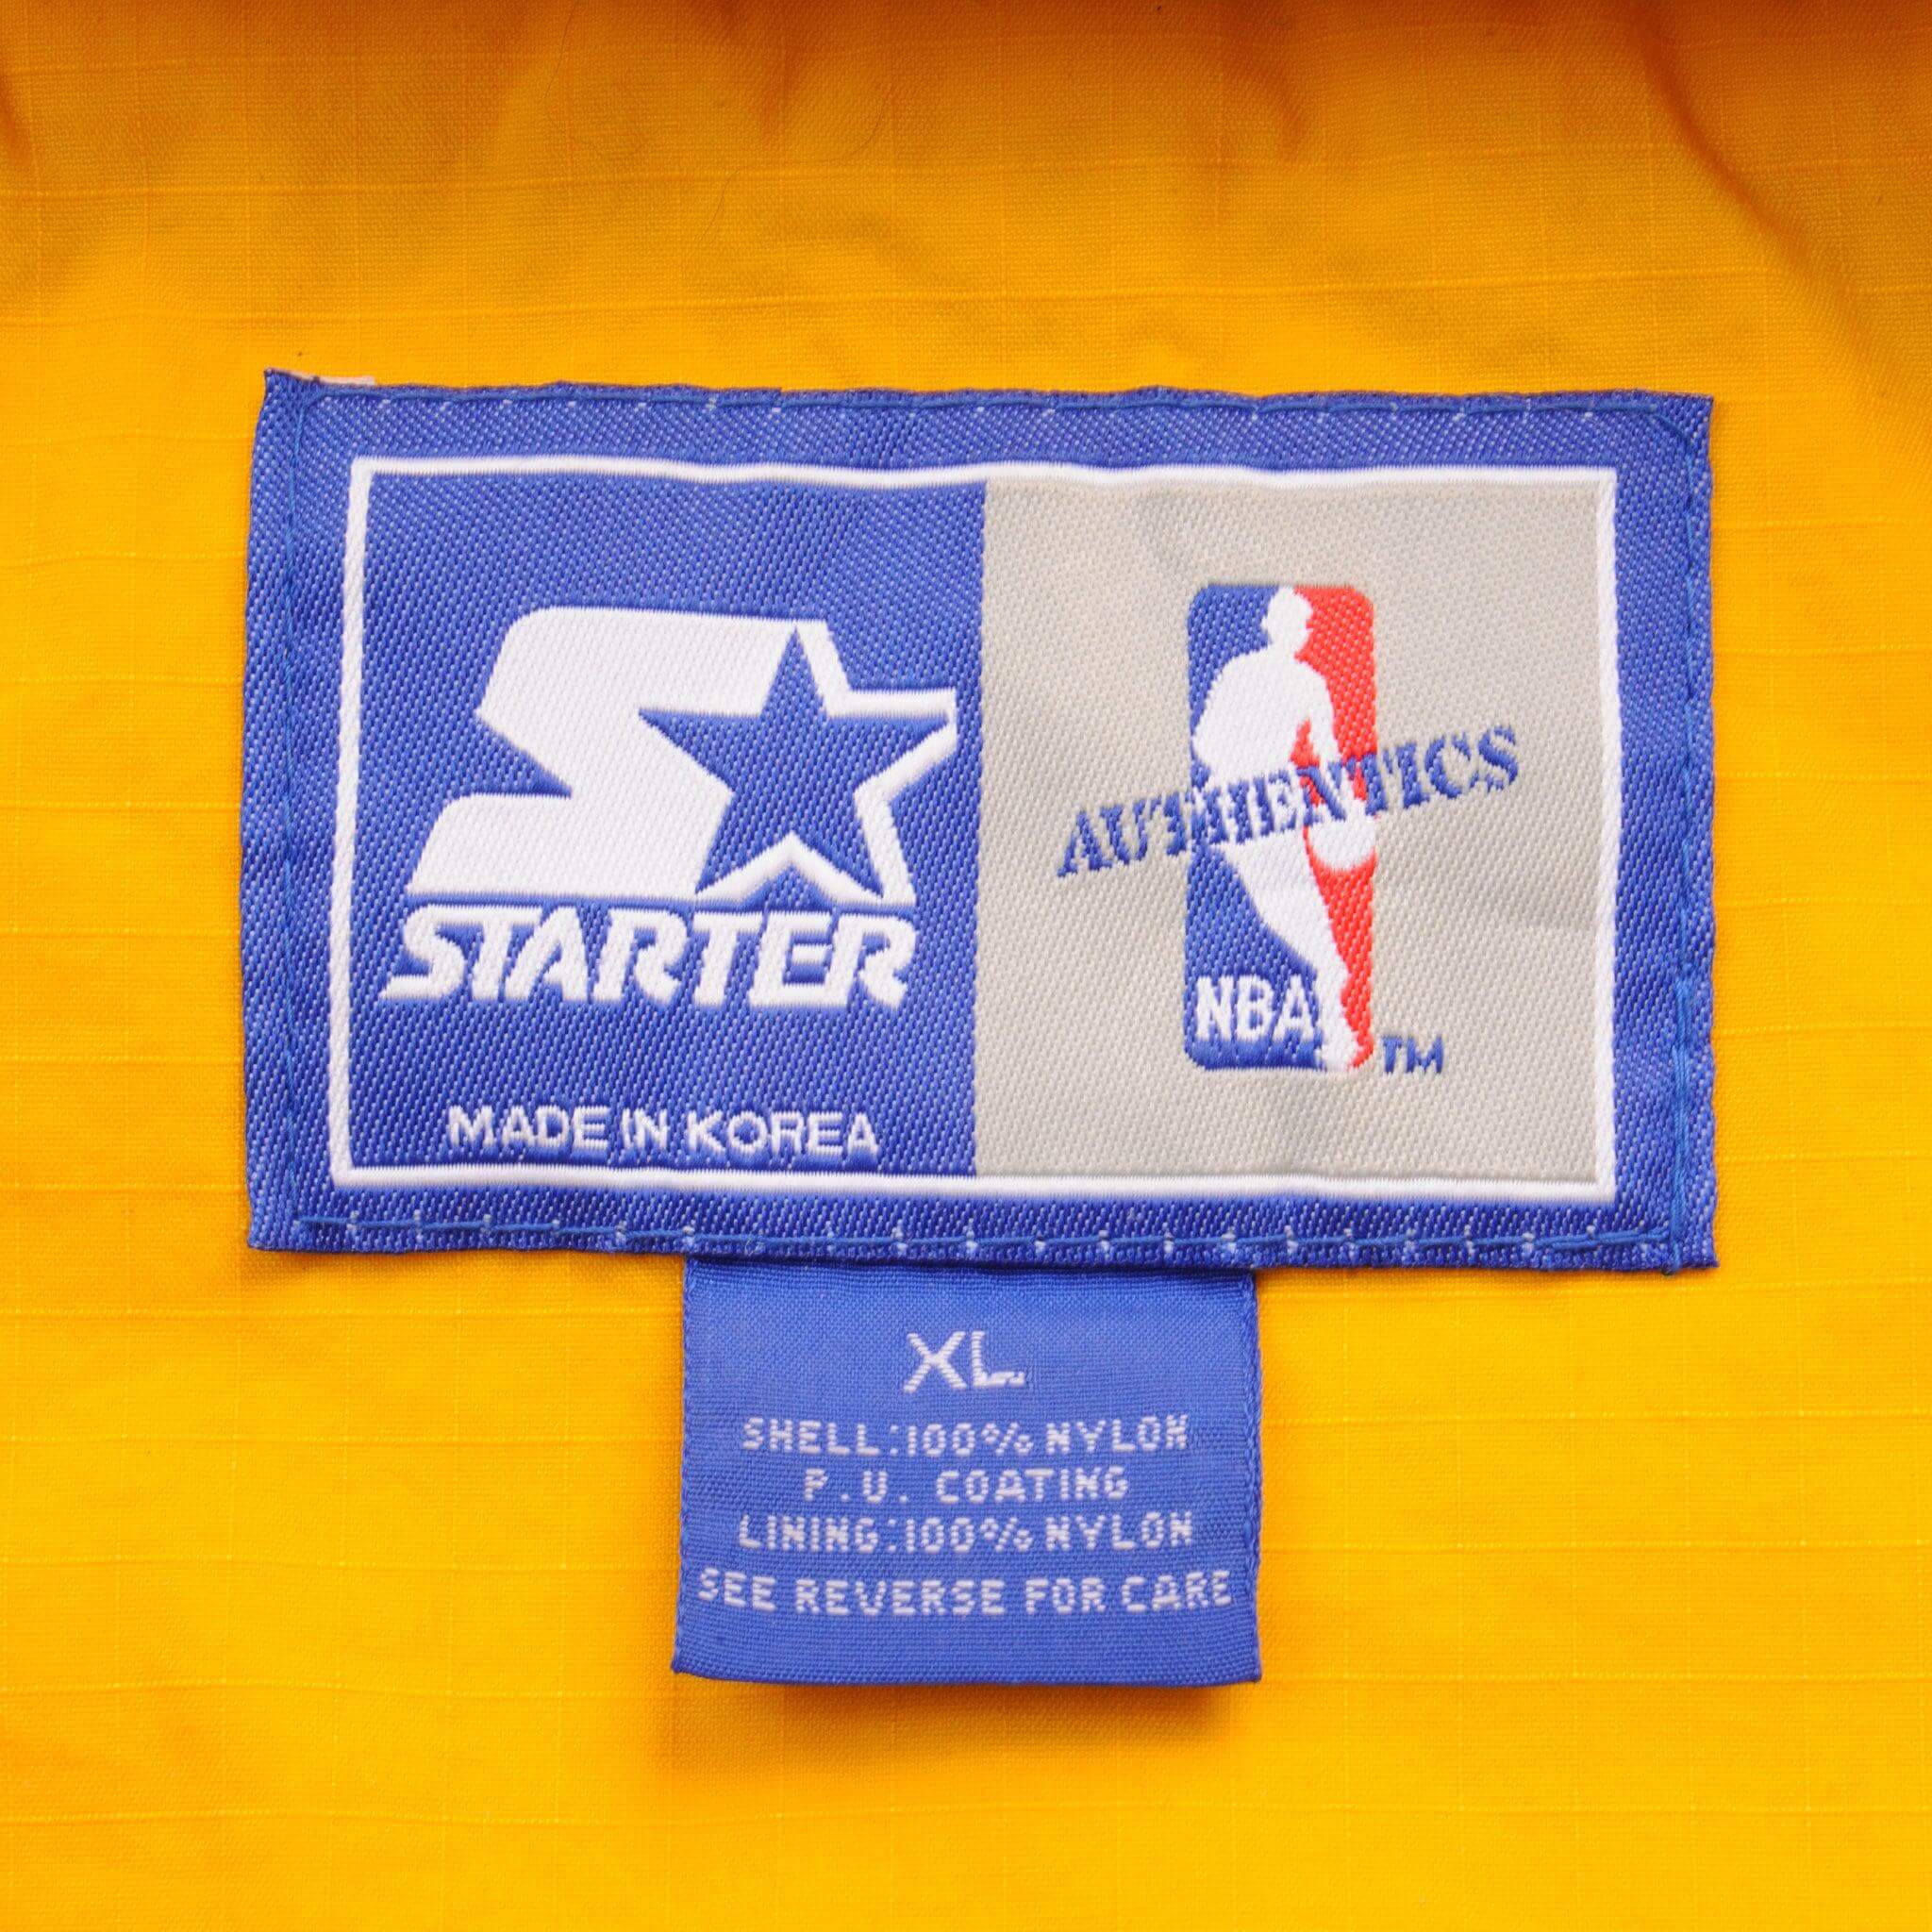 STARTER
MADE IN KOREA
AUTHENTICS
NBA TM
XL
SHELL:100% NYLON
P.U. COATING
LINING:100% NYLON
SEE REVERSE FOR CARE